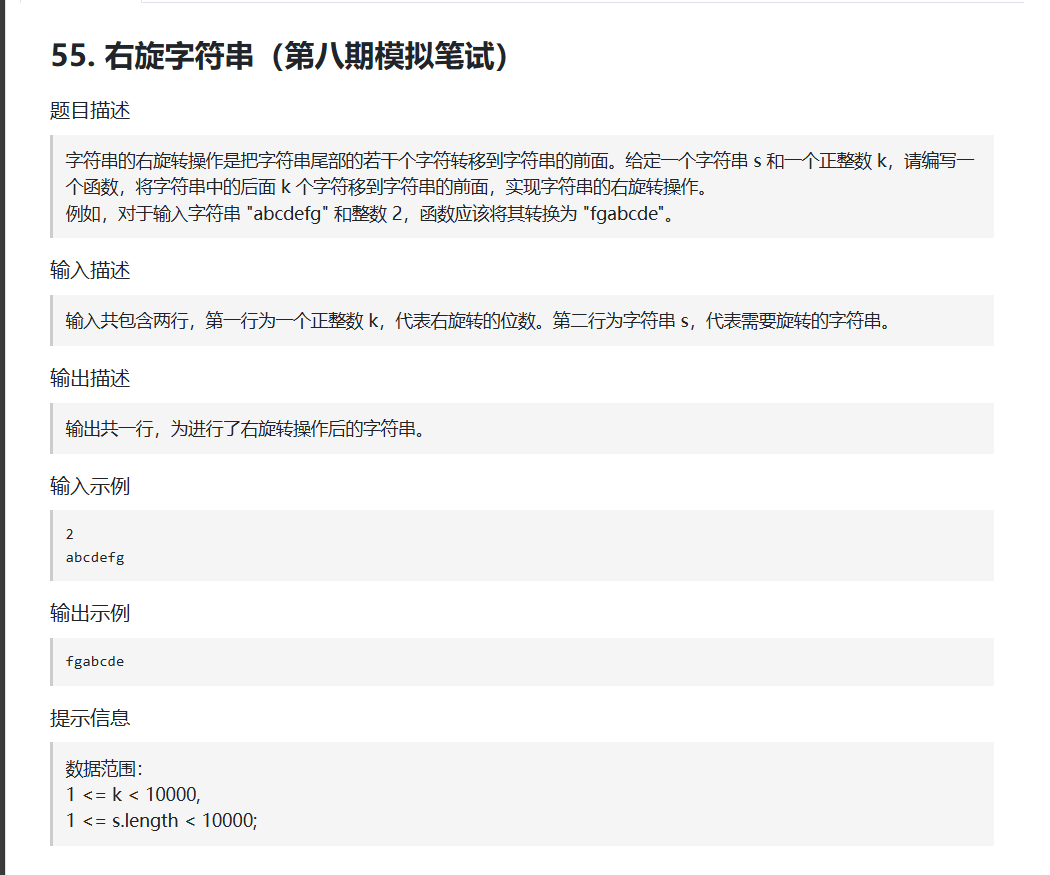 55. 右旋字符串（第八期模拟笔试）
题目描述
字符串的右旋转操作是把字符串尾部的若干个字符转移到字符串的前面。给定一个字符串 s 和一个正整数 k，请编写一
个函数，将字符串中的后面 k 个字符移到字符串的前面，实现字符串的右旋转操作。
例如，对于输入字符串 "abcdefg" 和整数 2，函数应该将其转换为 "fgabcde"。
输入描述
输入共包含两行，第一行为一个正整数 k，代表右旋转的位数。第二行为字符串 s，代表需要旋转的字符串。
输出描述
输出共一行，为进行了右旋转操作后的字符串。
输入示例
2
abcdefg
输出示例
fgabcde
提示信息
数据范围：
1 <= k < 10000,
1 <= s.length < 10000;